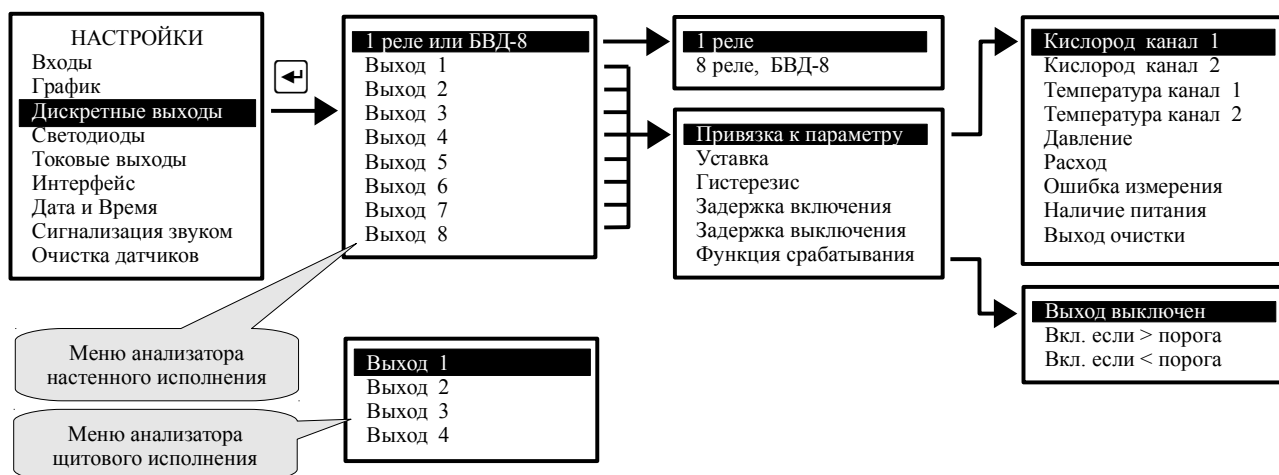 НАСТРОЙКИ
Входы
График
Дискретные выходы
Светодиоды
Токовые выходы
Интерфейс
Дата и Время
Сигнализация звуком
Очистка датчиков
1 реле или БВД-8
Выход 1
Выход 2
Выход 3
Выход 4
Выход 5
Выход 6
Выход 7
Выход 8
1 реле
8 реле, БВД-8
Привязка к параметру
Уставка
Гистерезис
Задержка включения
Задержка выключения
Функция срабатывания
Кислород канал 1
Кислород канал 2
Температура канал 1
Температура канал 2
Давление
Расход
Ошибка измерения
Наличие питания
Выход очистки
Выход выключен
Вкл. если > порога
Вкл. если < порога
Меню анализатора
настенного исполнения
Выход 1
Выход 2
Выход 3
Выход 4
Меню анализатора
щитового исполнения